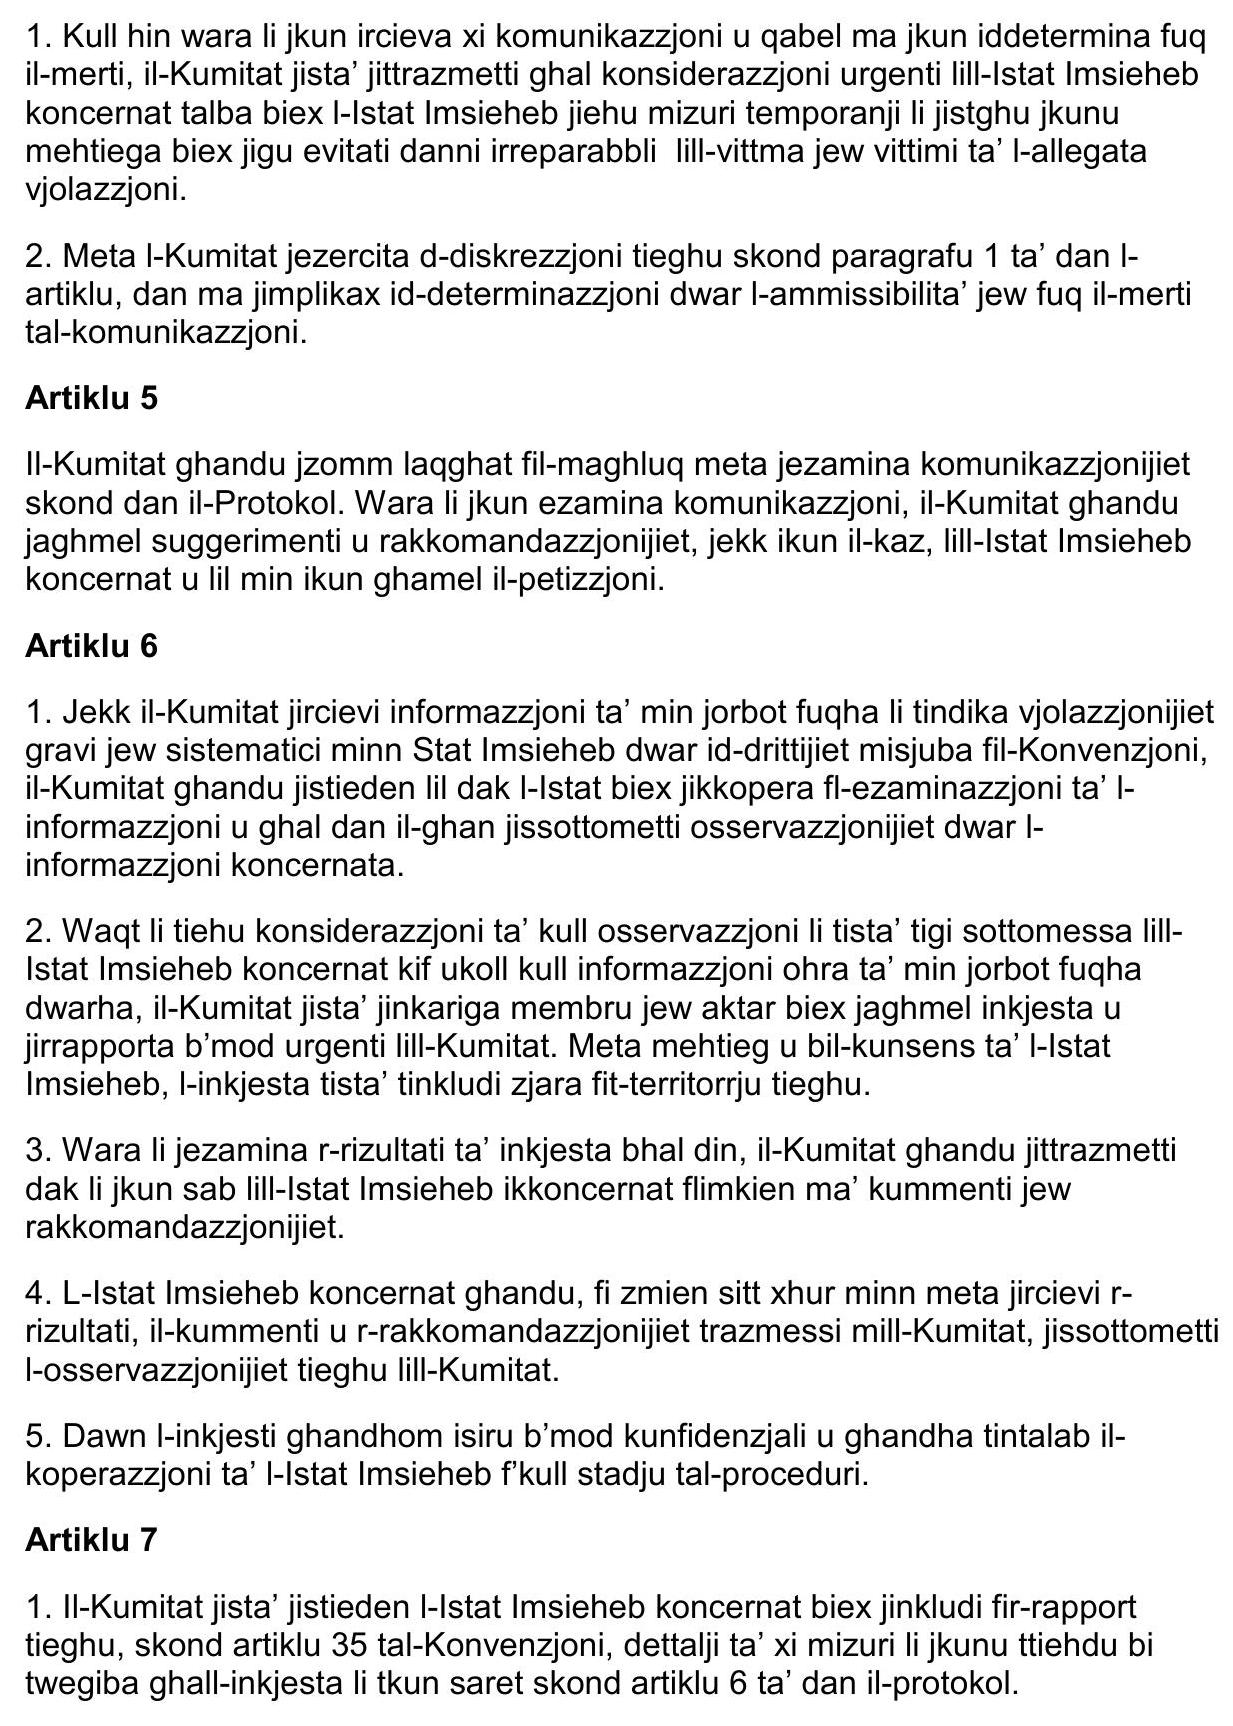 1. Kull hin wara li jkun ircieva xi komunikazzjoni u qabel ma jkun iddetermina fuq
il-merti, il-Kumitat jista’ jittrazmetti ghal konsiderazzjoni urgenti lill-Istat Imsieheb
koncernat talba biex l-Istat Imsieheb jiehu mizuri temporanji li jistghu jkunu
mehtiega biex jigu evitati danni irreparabbli  lill-vittma jew vittimi ta’ l-allegata
vjolazzjoni.
2. Meta l-Kumitat jezercita d-diskrezzjoni tieghu skond paragrafu 1 ta’ dan l-
artiklu, dan ma jimplikax id-determinazzjoni dwar l-ammissibilita’ jew fuq il-merti
tal-komunikazzjoni.
Artiklu 5
Il-Kumitat ghandu jzomm laqghat fil-maghluq meta jezamina komunikazzjonijiet
skond dan il-Protokol. Wara li jkun ezamina komunikazzjoni, il-Kumitat ghandu
jaghmel suggerimenti u rakkomandazzjonijiet, jekk ikun il-kaz, lill-Istat Imsieheb
koncernat u lil min ikun ghamel il-petizzjoni.
Artiklu 6
1. Jekk il-Kumitat jircievi informazzjoni ta’ min jorbot fuqha li tindika vjolazzjonijiet
gravi jew sistematici minn Stat Imsieheb dwar id-drittijiet misjuba fil-Konvenzjoni,
il-Kumitat ghandu jistieden lil dak l-Istat biex jikkopera fl-ezaminazzjoni ta’ l-
informazzjoni u ghal dan il-ghan jissottometti osservazzjonijiet dwar l-
informazzjoni koncernata.
2. Waqt li tiehu konsiderazzjoni ta’ kull osservazzjoni li tista’ tigi sottomessa lill-
Istat Imsieheb koncernat kif ukoll kull informazzjoni ohra ta’ min jorbot fuqha
dwarha, il-Kumitat jista’ jinkariga membru jew aktar biex jaghmel inkjesta u
jirrapporta b’mod urgenti lill-Kumitat. Meta mehtieg u bil-kunsens ta’ l-Istat
Imsieheb, l-inkjesta tista’ tinkludi zjara fit-territorrju tieghu.
3. Wara li jezamina r-rizultati ta’ inkjesta bhal din, il-Kumitat ghandu jittrazmetti
dak li jkun sab lill-Istat Imsieheb ikkoncernat flimkien ma’ kummenti jew
rakkomandazzjonijiet.
4. L-Istat Imsieheb koncernat ghandu, fi zmien sitt xhur minn meta jircievi r-
rizultati, il-kummenti u r-rakkomandazzjonijiet trazmessi mill-Kumitat, jissottometti
l-osservazzjonijiet tieghu lill-Kumitat.
5. Dawn l-inkjesti ghandhom isiru b’mod kunfidenzjali u ghandha tintalab il-
koperazzjoni ta’ l-Istat Imsieheb f’kull stadju tal-proceduri.
Artiklu 7
1. Il-Kumitat jista’ jistieden l-Istat Imsieheb koncernat biex jinkludi fir-rapport
tieghu, skond artiklu 35 tal-Konvenzjoni, dettalji ta’ xi mizuri li jkunu ttiehdu bi
twegiba ghall-inkjesta li tkun saret skond artiklu 6 ta’ dan il-protokol.